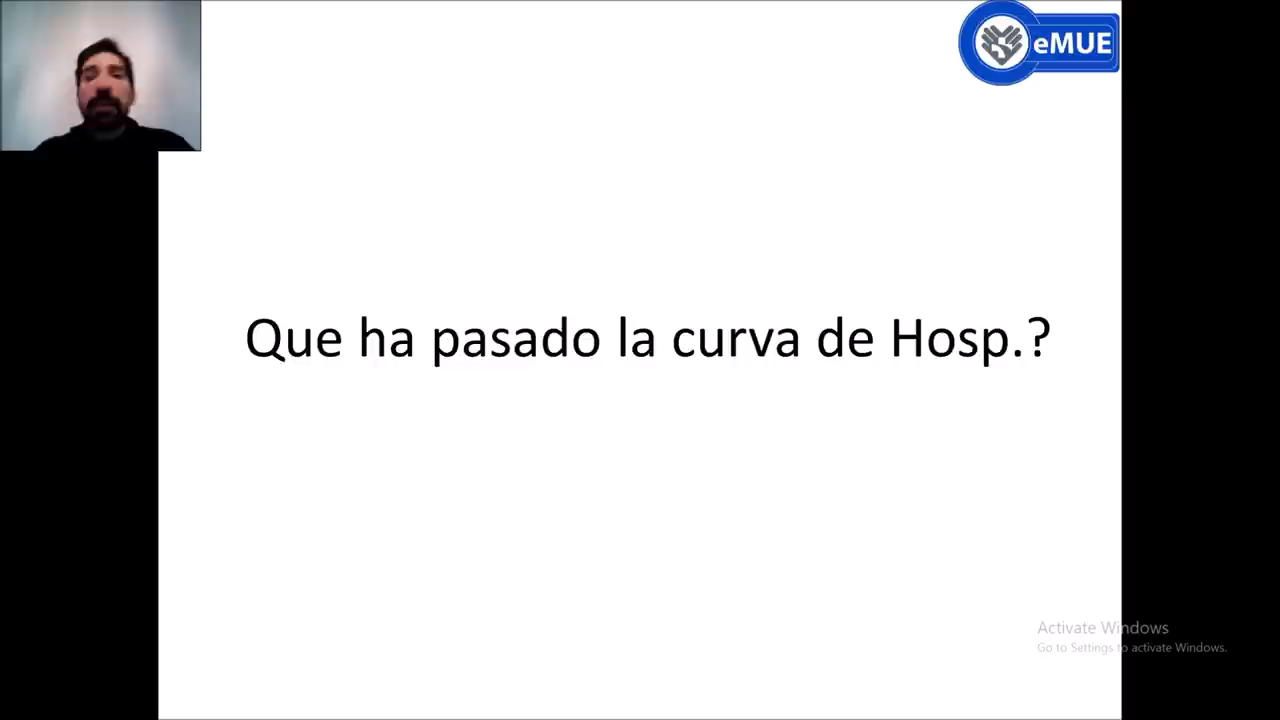 eMUE
Que ha pasado la curva de Hosp.?
Activate Windows
Go to Settings to activate Windows.